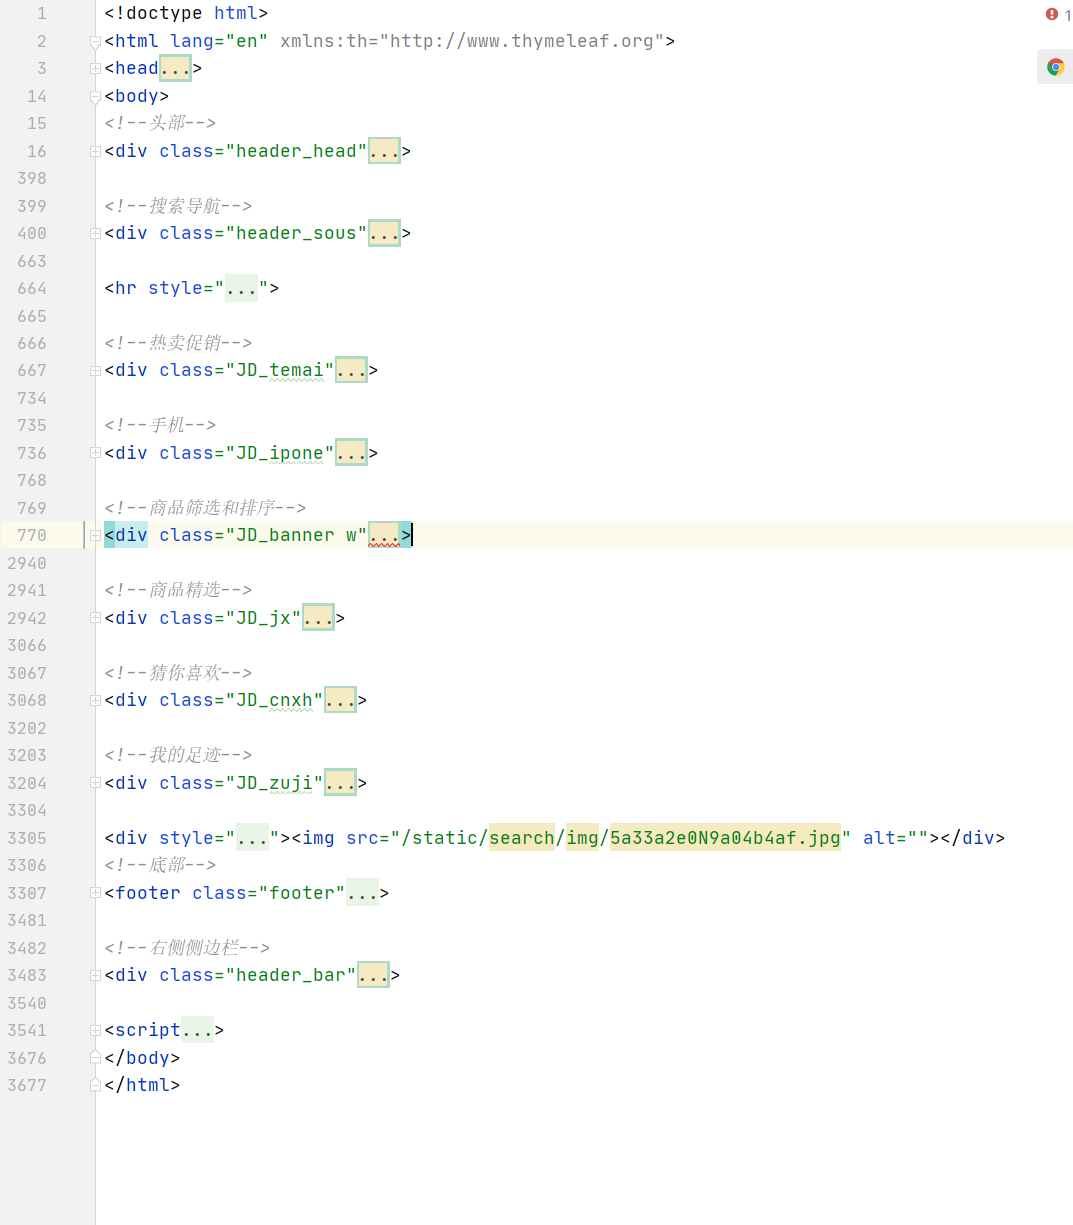 1 <!doctype html>
2 <html lang="en" xmlns:th="http://www.thymeleaf.org">
3 <head...>
14 <body>
15 <!--头部-->
16 <div class="header_head"...>
398
399 <!--搜索导航-->
400 <div class="header_sous"...>
663
664 <hr style="...">
665
666 <!--热卖促销-->
667 <div class="JD_temai"...>
734
735 <!--手机-->
736 <div class="JD_ipone"...>
768
769 <!--商品筛选和排序-->
770 <div class="JD_banner w"...>
2940
2941 <!--商品精选-->
2942 <div class="JD_jx"...>
3066
3067 <!--猜你喜欢-->
3068 <div class="JD_cnxh"...>
3202
3203 <!--我的足迹-->
3204 <div class="JD_zuji"...>
3304
3305 <div style="..."><img src="/static/search/img/5a33a2e0N9a04b4af.jpg" alt=""></div>
3306 <!--底部-->
3307 <footer class="footer"...>
3481
3482 <!--右侧侧边栏-->
3483 <div class="header_bar"...>
3540
3541 <script...>
3676 </body>
3677 </html>
1